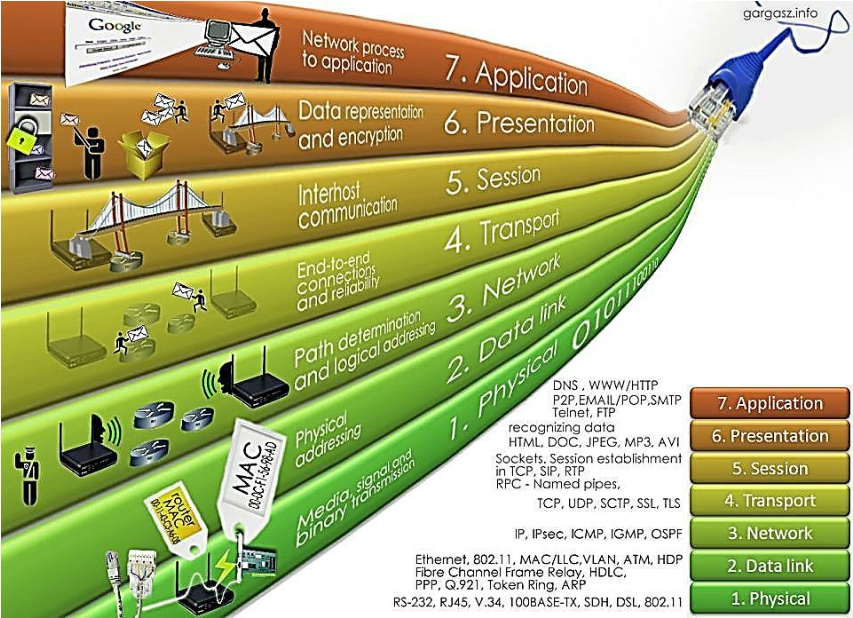 gargasz.info
Google
Network process
to application
7. Application
Data representation
and encryption
6. Presentation
Interhost
communication
5. Session
End-to-end
connections
and reliability
4. Transport
Path determination
and logical addressing
3. Network
Physical
addressing
2. Data link
Media, signal and
binary transmission
1. Physical
010111100110
MAC
router
MAC
DNS , WWW/HTTP
P2P,EMAIL/POP,SMTP
Telnet, FTP
7. Application
recognizing data
HTML, DOC, JPEG, MP3, AVI
6. Presentation
Sockets. Session establishment
in TCP, SIP, RTP
RPC - Named pipes,
5. Session
TCP, UDP, SCTP, SSL, TLS
4. Transport
IP, IPsec, ICMP, IGMP, OSPF
3. Network
Ethernet, 802.11, MAC/LLC,VLAN, ATM, HDP
Fibre Channel Frame Relay, HDLC,
PPP, Q.921, Token Ring, ARP
2. Data link
RS-232, RJ45, V.34, 100BASE-TX, SDH, DSL, 802.11
1. Physical